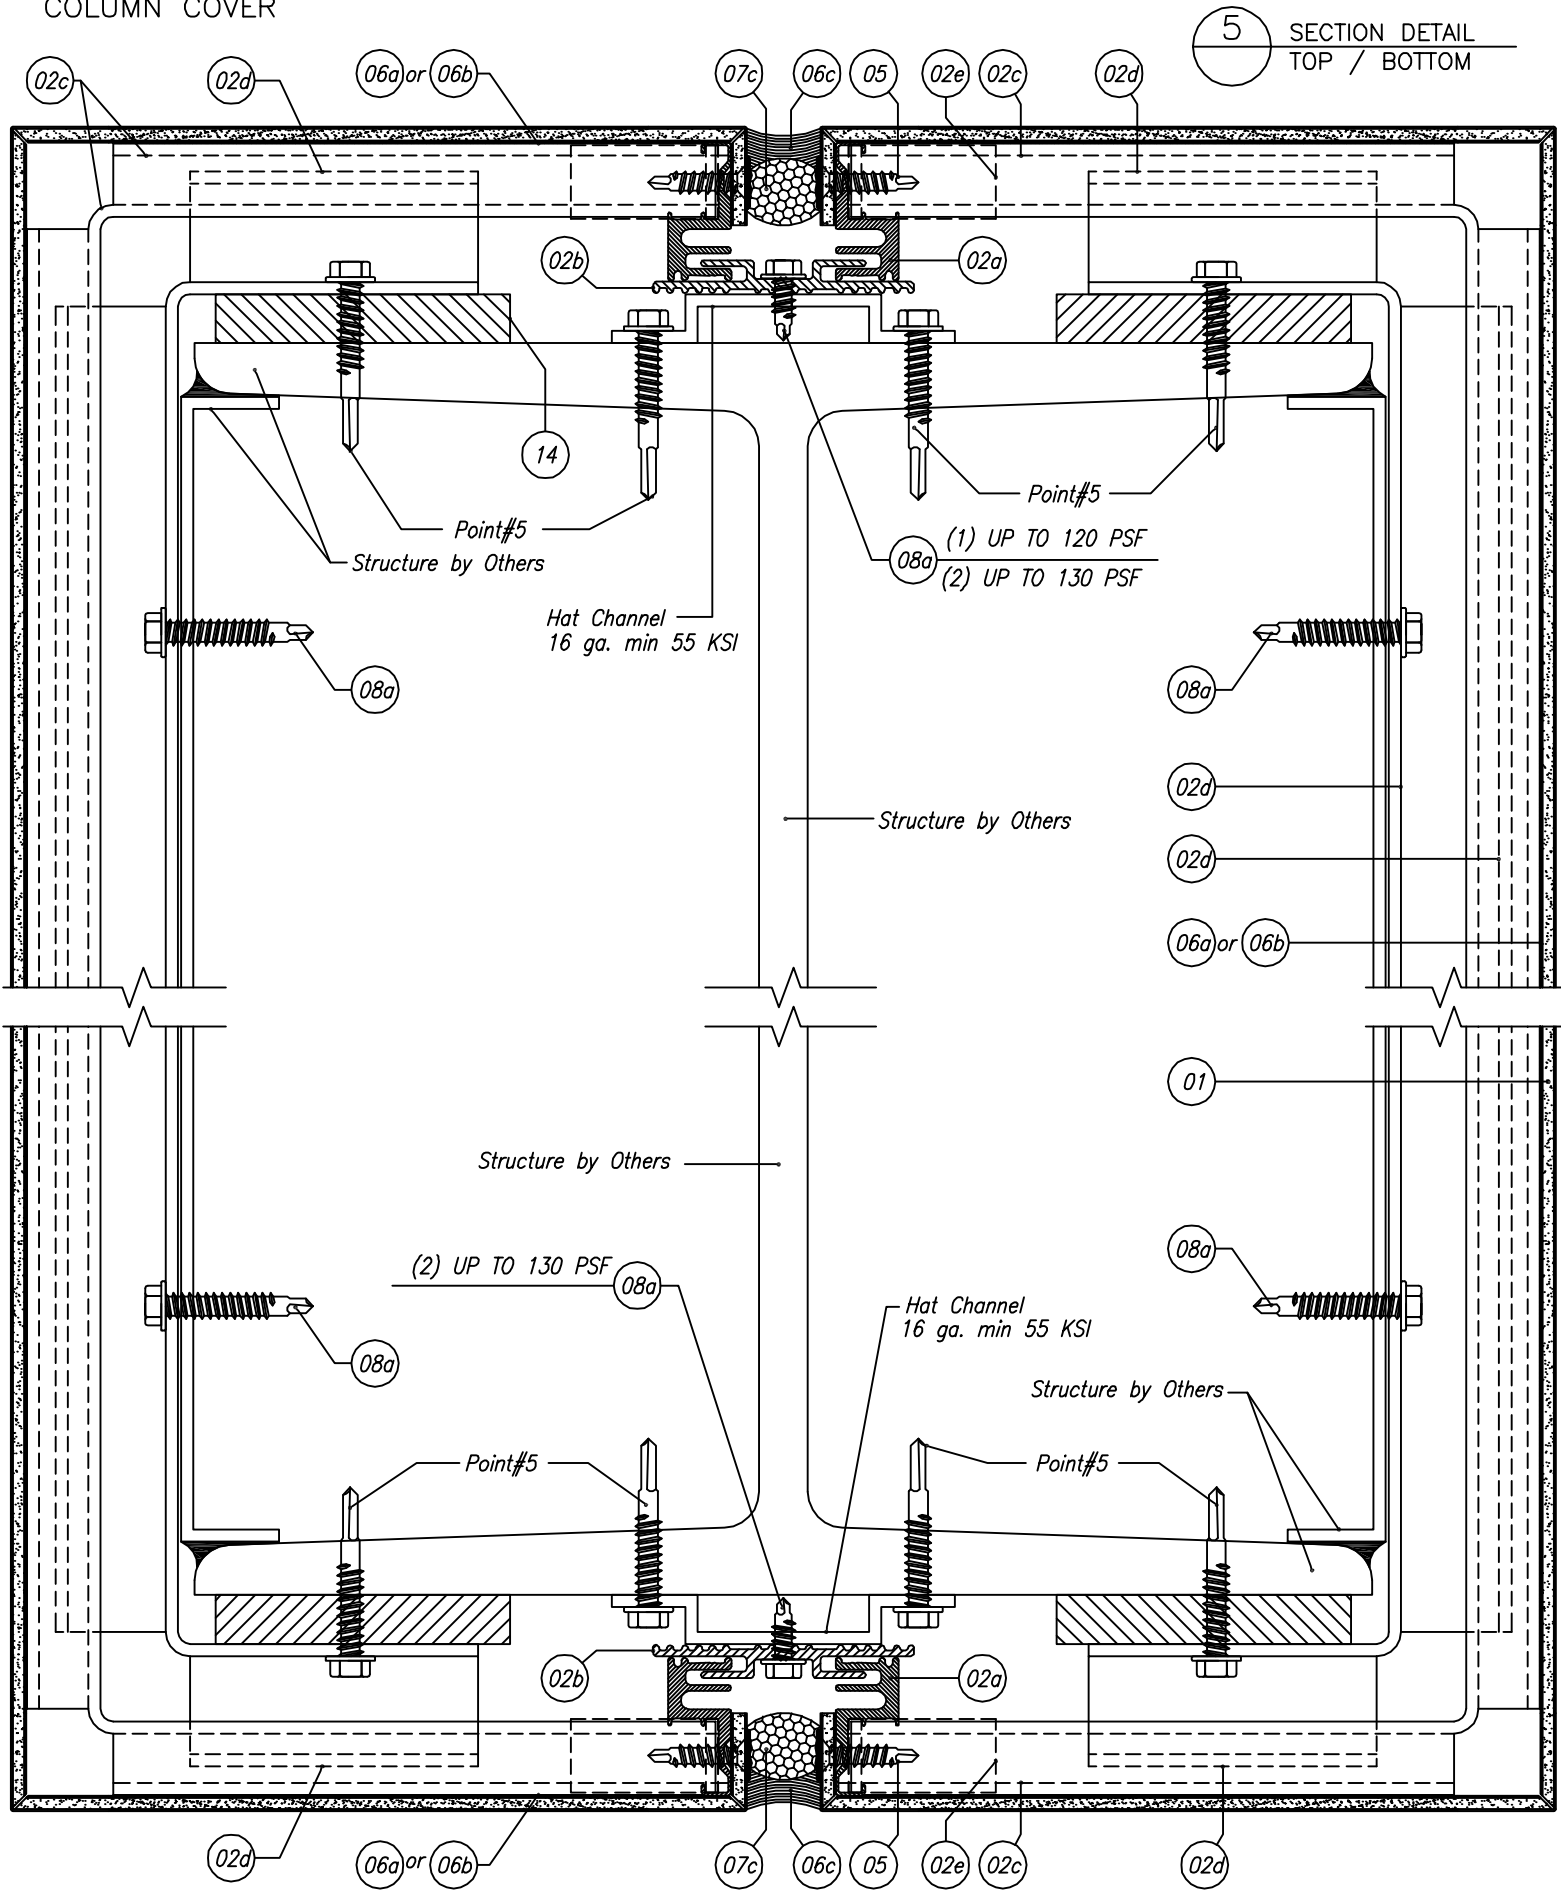 COLUMN COVER
5 SECTION DETAIL
TOP / BOTTOM
02c 02d 06a or 06b 07c 06c 05 02e 02c 02d
02b 02a
14
Point#5
Point#5
Structure by Others
08a (1) UP TO 120 PSF
(2) UP TO 130 PSF
Hat Channel
16 ga. min 55 KSI
08a 08a
02d
Structure by Others
02d
06a or 06b
01
Structure by Others
08a
(2) UP TO 130 PSF 08a
Hat Channel
16 ga. min 55 KSI
08a
Structure by Others
Point#5 Point#5
02b 02a
02d 06a or 06b 07c 06c 05 02e 02c 02d